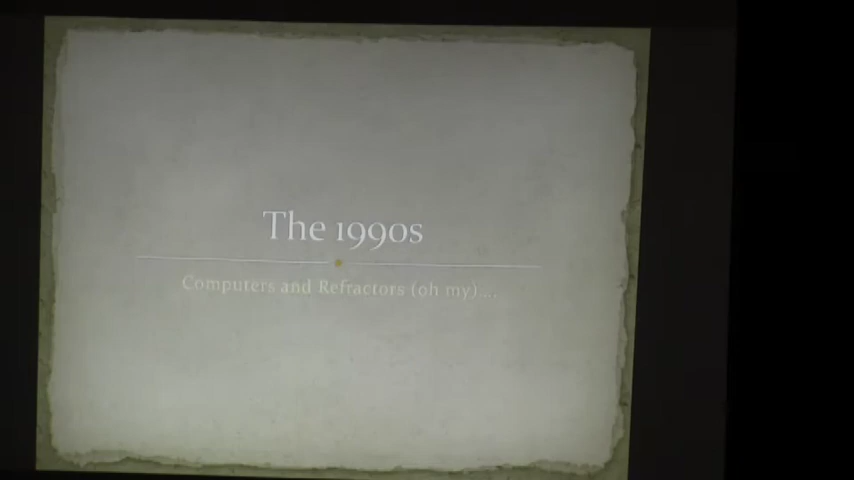 The 1990s
Computers and Refractors (oh my)...